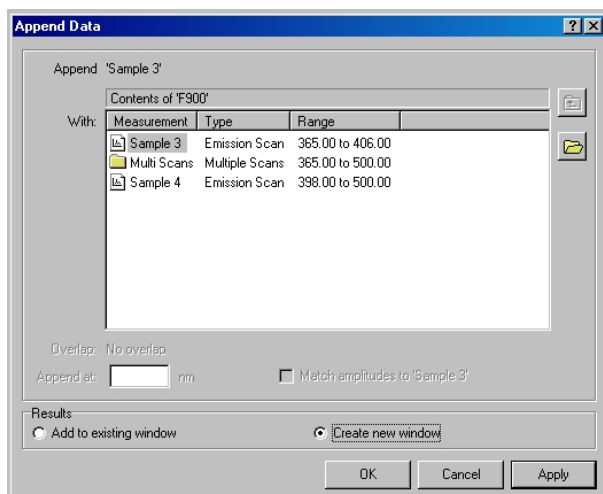 Append Data
Append 'Sample 3'
Contents of 'F900'
With: Measurement Type Range
Sample 3 Emission Scan 365.00 to 406.00
Multi Scans Multiple Scans 365.00 to 500.00
Sample 4 Emission Scan 398.00 to 500.00
Overlap: No overlap
Append at: nm Match amplitudes to 'Sample 3'
Results
Add to existing window Create new window
OK Cancel Apply